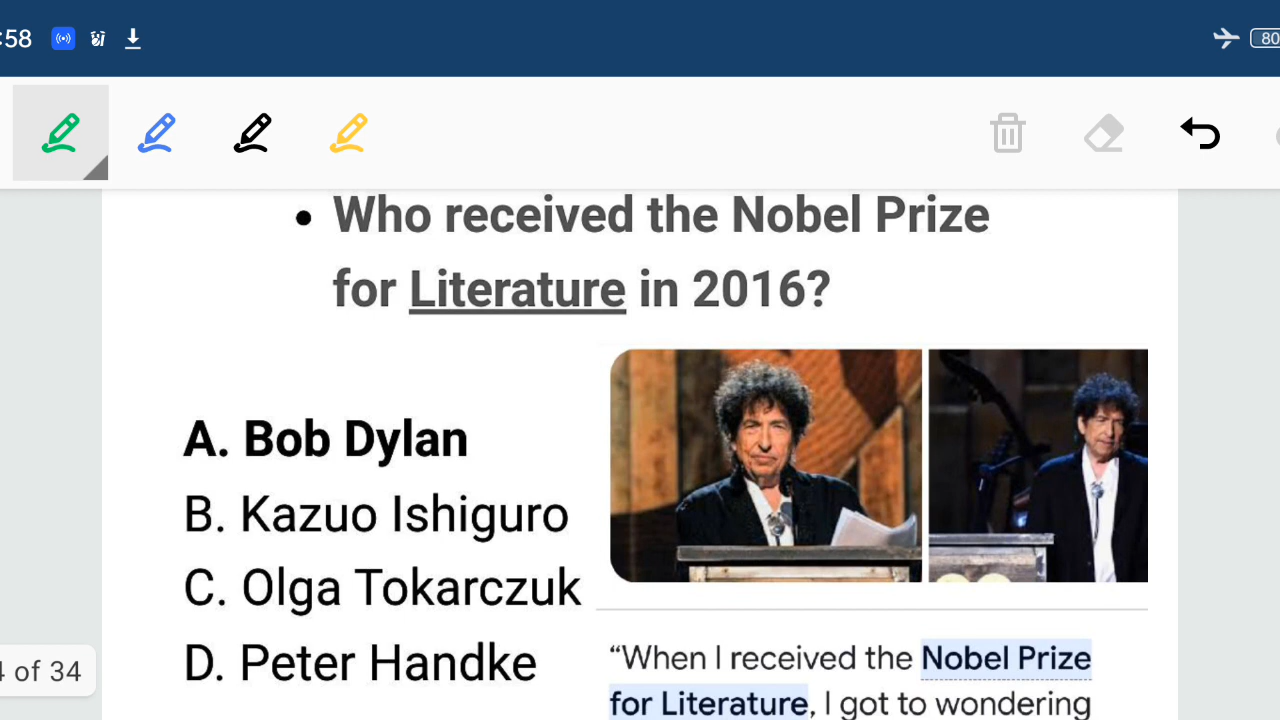 :58
80
• Who received the Nobel Prize
for Literature in 2016?
A. Bob Dylan
B. Kazuo Ishiguro
C. Olga Tokarczuk
D. Peter Handke
“When I received the Nobel Prize
for Literature, I got to wondering
of 34